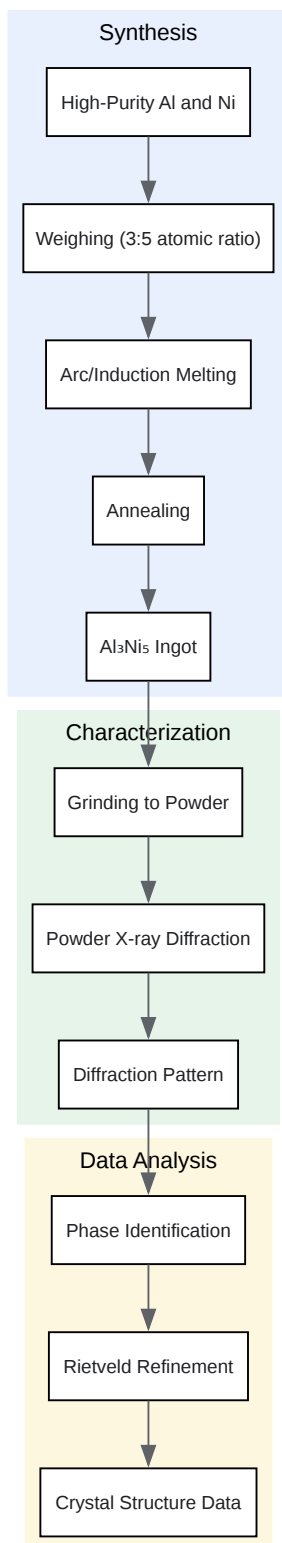 Synthesis
High-Purity Al and Ni
Weighing (3:5 atomic ratio)
Arc/Induction Melting
Annealing
Al₃Ni₅ Ingot
Characterization
Grinding to Powder
Powder X-ray Diffraction
Diffraction Pattern
Data Analysis
Phase Identification
Rietveld Refinement
Crystal Structure Data